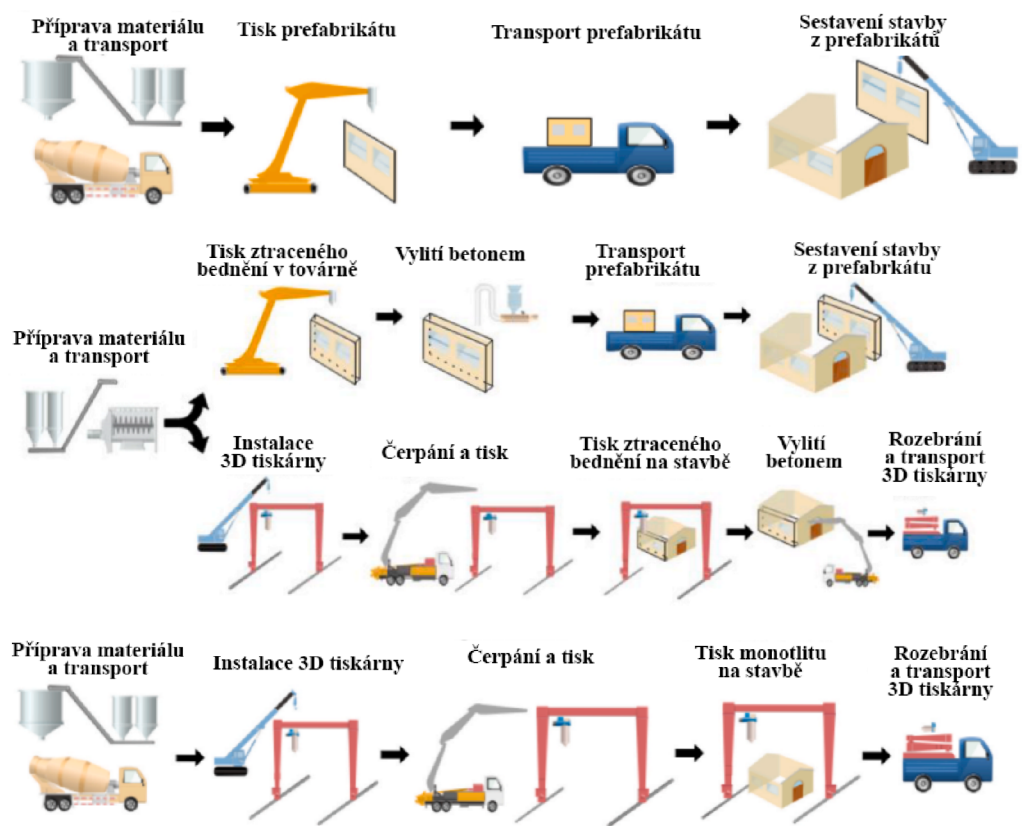 Příprava materiálu
a transport
Tisk prefabrikátu
Transport prefabrikátu
Sestavení stavby
z prefabrikátů
Tisk ztraceného
bednění v továrně
Vylití betonem
Transport
prefabrikátu
Sestavení stavby
z prefabrkátu
Příprava materiálu
a transport
Instalace
3D tiskárny
Čerpání a tisk
Tisk ztraceného
bednění na stavbě
Vylití
betonem
Rozebrání
a transport
3D tiskárny
Příprava materiálu
a transport
Instalace 3D tiskárny
Čerpání a tisk
Tisk monotlitu
na stavbě
Rozebrání
a transport
3D tiskárny